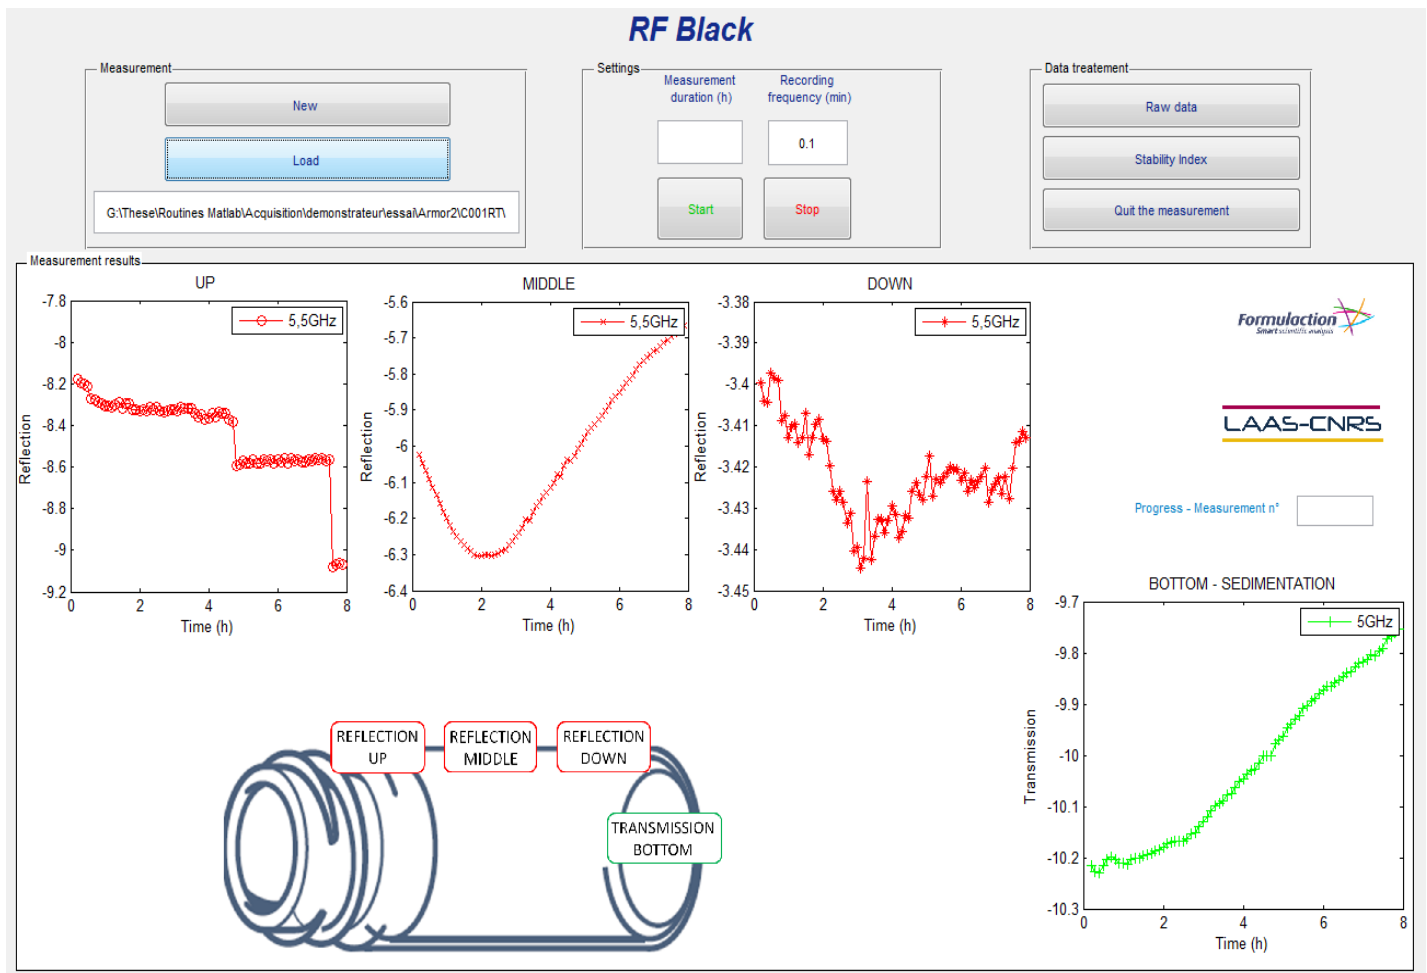 RF Black
Measurement
New
Load
G:\These\Routines Matlab\Acquisition\demonstrateur\essai\Armor2\C001RT\
Settings
Measurement
duration (h)
Recording
frequency (min)
0.1
Start
Stop
Data treatement
Raw data
Stability Index
Quit the measurement
Measurement results
UP
5,5GHz
-7.8
-8
-8.2
-8.4
-8.6
-8.8
-9
-9.2
Reflection
0 2 4 6 8
Time (h)
MIDDLE
5,5GHz
-5.6
-5.7
-5.8
-5.9
-6
-6.1
-6.2
-6.3
-6.4
Reflection
0 2 4 6 8
Time (h)
DOWN
5,5GHz
-3.38
-3.39
-3.4
-3.41
-3.42
-3.43
-3.44
-3.45
Reflection
0 2 4 6 8
Time (h)
Formulaction
Smart scientific analysis
LAAS-CNRS
Progress - Measurement n°
BOTTOM - SEDIMENTATION
5GHz
-9.7
-9.8
-9.9
-10
-10.1
-10.2
-10.3
Transmission
0 2 4 6 8
Time (h)
REFLECTION
UP
REFLECTION
MIDDLE
REFLECTION
DOWN
TRANSMISSION
BOTTOM